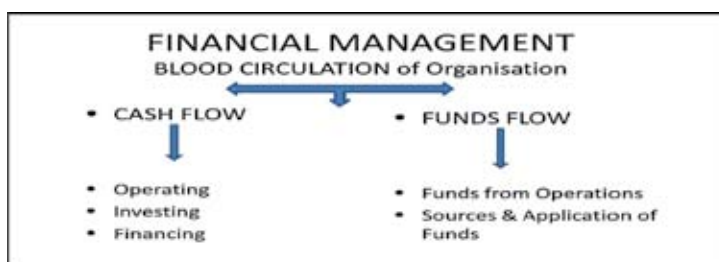 FINANCIAL MANAGEMENT
BLOOD CIRCULATION of Organisation
• CASH FLOW
• FUNDS FLOW
• Operating
• Investing
• Financing
• Funds from Operations
• Sources & Application of
Funds